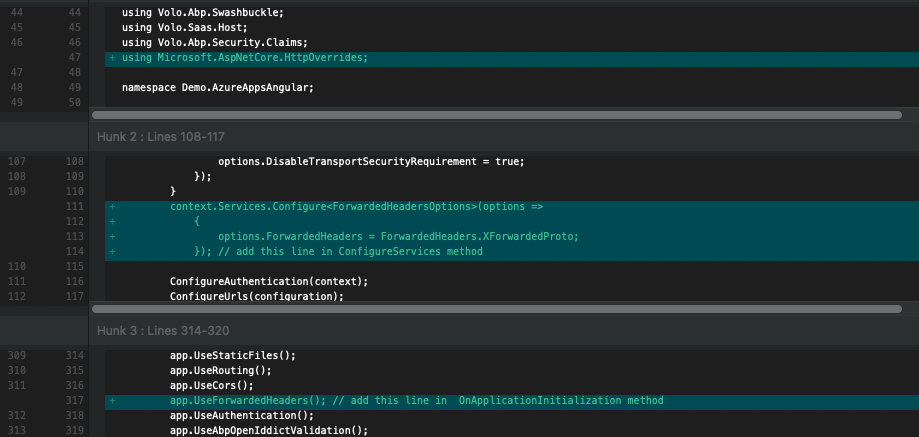 44 44 using Volo.Abp.Swashbuckle;
45 45 using Volo.Saas.Host;
46 46 using Volo.Abp.Security.Claims;
47 + using Microsoft.AspNetCore.HttpOverrides;
47 48
48 49 namespace Demo.AzureAppsAngular;
49 50
Hunk 2 : Lines 108-117
107 108 options.DisableTransportSecurityRequirement = true;
108 109 });
109 110 }
111 + context.Services.Configure<ForwardedHeadersOptions>(options =>
112 + {
113 + options.ForwardedHeaders = ForwardedHeaders.XForwardedProto;
114 + }); // add this line in ConfigureServices method
110 115
111 116 ConfigureAuthentication(context);
112 117 ConfigureUrls(configuration);
Hunk 3 : Lines 314-320
309 314 app.UseStaticFiles();
310 315 app.UseRouting();
311 316 app.UseCors();
317 + app.UseForwardedHeaders(); // add this line in  OnApplicationInitialization method
312 318 app.UseAuthentication();
313 319 app.UseAbpOpenIddictValidation();